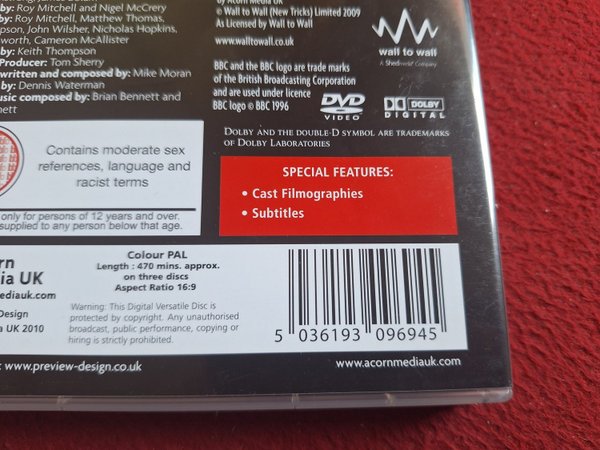 by: Roy Mitchell and Nigel McCrery
by: Roy Mitchell, Matthew Thomas,
pson, John Wilsher, Nicholas Hopkins,
worth, Cameron McAllister
by: Keith Thompson
Producer: Tom Sherry
written and composed by: Mike Moran
by: Dennis Waterman
usic composed by: Brian Bennett and
nett
by Acorn Media UK
© Wall to Wall (New Tricks) Limited 2009
As Licensed by Wall to Wall
www.walltowall.co.uk
wall to wall
A Shed Company
BBC and the BBC logo are trade marks
of the British Broadcasting Corporation
and are used under licence
BBC logo © BBC 1996
DVD
VIDEO
DOLBY
DIGITAL
DOLBY AND THE DOUBLE-D SYMBOL ARE TRADEMARKS
OF DOLBY LABORATORIES
Contains moderate sex
references, language and
racist terms
only for persons of 12 years and over.
supplied to any person below that age.
SPECIAL FEATURES:
• Cast Filmographies
• Subtitles
rn
dia UK
mediauk.com
Design
a UK 2010
Colour PAL
Length : 470 mins. approx.
on three discs
Aspect Ratio 16:9
Warning: This Digital Versatile Disc is
protected by copyright. Any unauthorised
broadcast, public performance, copying or
hiring is strictly prohibited.
5 036193 096945
www.preview-design.co.uk
www.acornmediauk.com